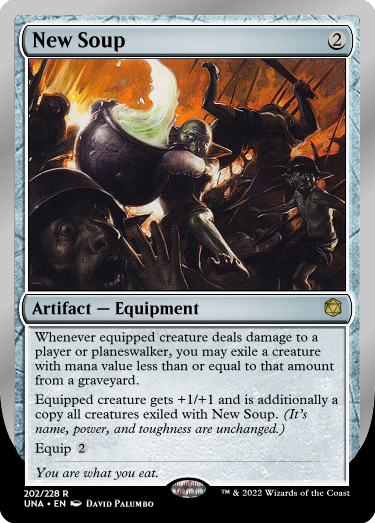 New Soup 2
Artifact — Equipment
Whenever equipped creature deals damage to a
player or planeswalker, you may exile a creature
with mana value less than or equal to that amount
from a graveyard.
Equipped creature gets +1/+1 and is additionally a
copy all creatures exiled with New Soup. (It's
name, power, and toughness are unchanged.)
Equip 2
You are what you eat.
202/228 R
UNA • EN DAVID PALUMBO
™ & 2022 Wizards of the Coast